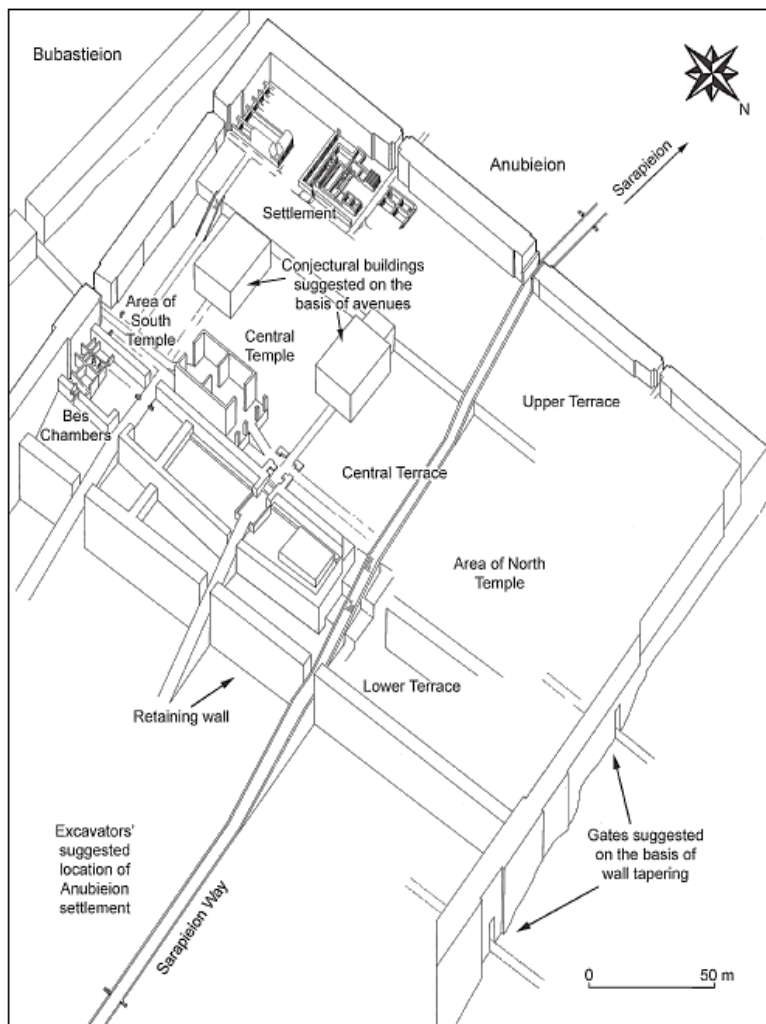 Bubastieion
N
Anubieion
Sarapieion
Settlement
Conjectural buildings
suggested on the
basis of avenues
Area of
South
Temple
Central
Temple
Bes
Chambers
Upper Terrace
Central Terrace
Area of North
Temple
Lower Terrace
Retaining wall
Excavators'
suggested
location of
Anubieion
settlement
Sarapieion Way
Gates suggested
on the basis of
wall tapering
0 50 m